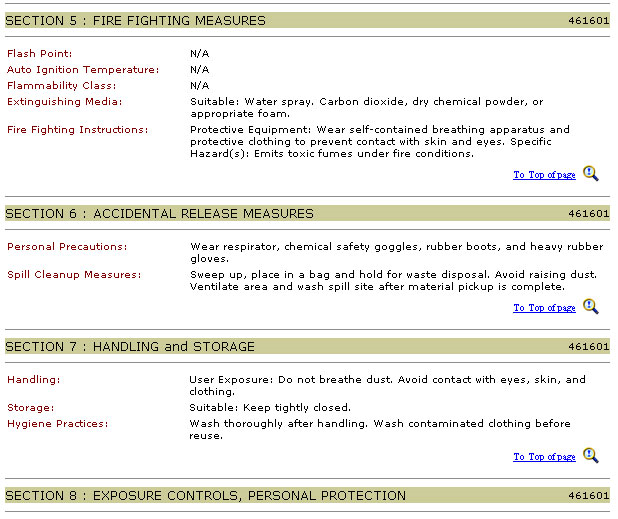 SECTION 5 : FIRE FIGHTING MEASURES 461601
Flash Point: N/A
Auto Ignition Temperature: N/A
Flammability Class: N/A
Extinguishing Media: Suitable: Water spray. Carbon dioxide, dry chemical powder, or
appropriate foam.
Fire Fighting Instructions: Protective Equipment: Wear self-contained breathing apparatus and
protective clothing to prevent contact with skin and eyes. Specific
Hazard(s): Emits toxic fumes under fire conditions.
To Top of page
SECTION 6 : ACCIDENTAL RELEASE MEASURES 461601
Personal Precautions: Wear respirator, chemical safety goggles, rubber boots, and heavy rubber
gloves.
Spill Cleanup Measures: Sweep up, place in a bag and hold for waste disposal. Avoid raising dust.
Ventilate area and wash spill site after material pickup is complete.
To Top of page
SECTION 7 : HANDLING and STORAGE 461601
Handling: User Exposure: Do not breathe dust. Avoid contact with eyes, skin, and
clothing.
Storage: Suitable: Keep tightly closed.
Hygiene Practices: Wash thoroughly after handling. Wash contaminated clothing before
reuse.
To Top of page
SECTION 8 : EXPOSURE CONTROLS, PERSONAL PROTECTION 461601